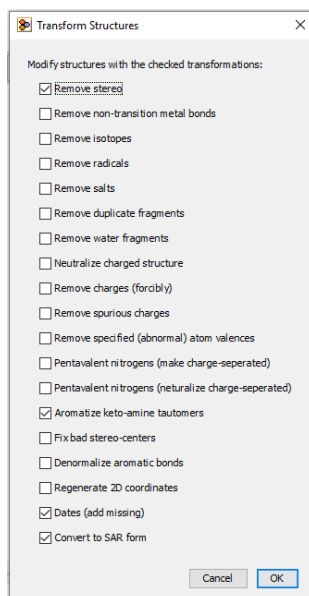 Transform Structures
Modify structures with the checked transformations:
Remove stereo
Remove non-transition metal bonds
Remove isotopes
Remove radicals
Remove salts
Remove duplicate fragments
Remove water fragments
Neutralize charged structure
Remove charges (forcibly)
Remove spurious charges
Remove specified (abnormal) atom valences
Pentavalent nitrogens (make charge-seperated)
Pentavalent nitrogens (neturalize charge-seperated)
Aromatize keto-amine tautomers
Fix bad stereo-centers
Denormalize aromatic bonds
Regenerate 2D coordinates
Dates (add missing)
Convert to SAR form
Cancel OK